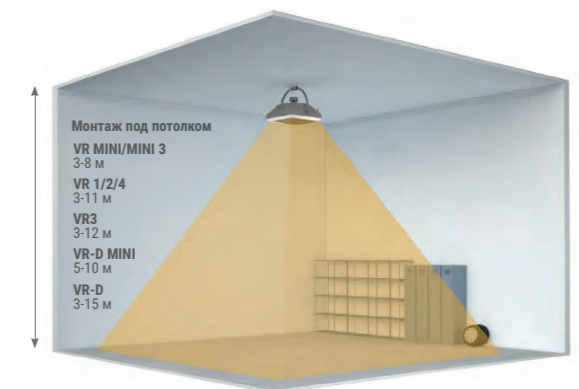 Монтаж под потолком
VR MINI/MINI 3
3-8 м
VR 1/2/4
3-11 м
VR3
3-12 м
VR-D MINI
5-10 м
VR-D
3-15 м